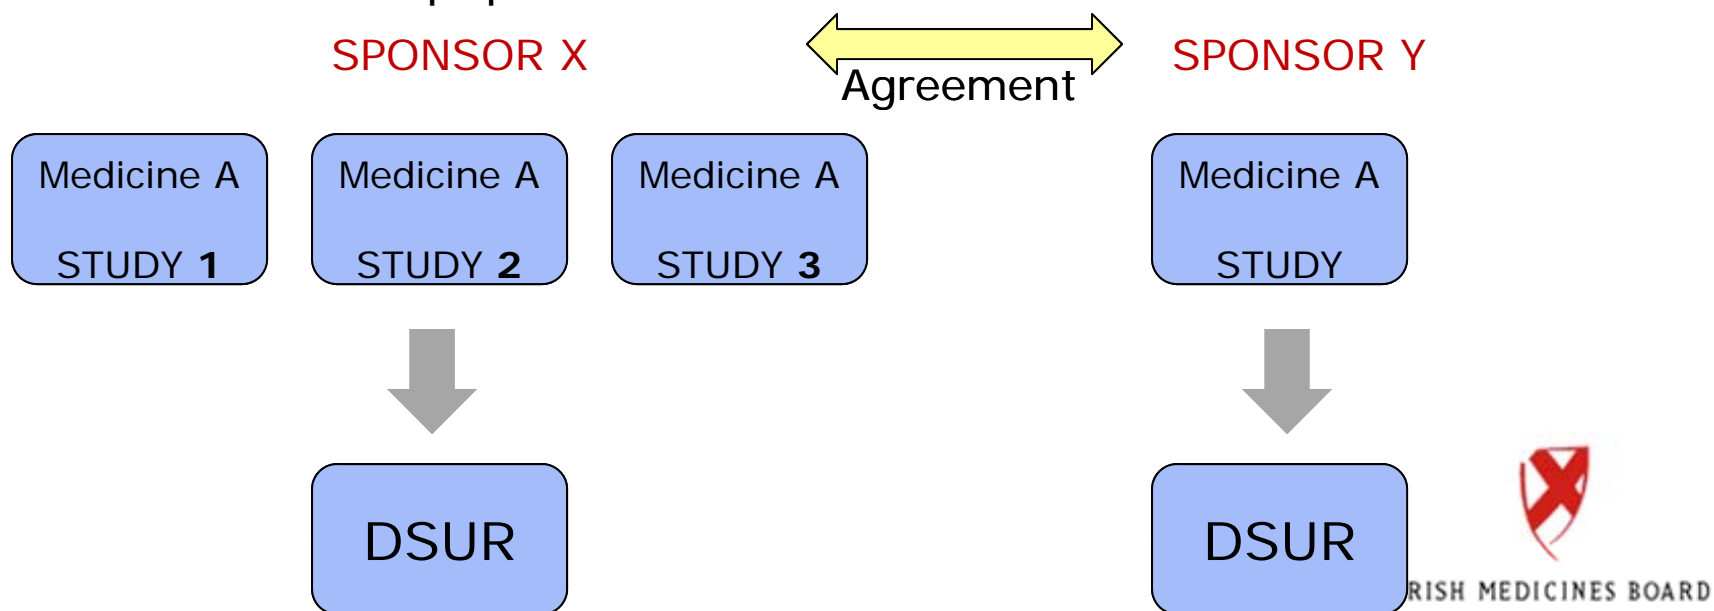 SPONSOR X
SPONSOR Y
Agreement
Medicine A
STUDY 1
Medicine A
STUDY 2
Medicine A
STUDY 3
Medicine A
STUDY
DSUR
DSUR
RISH MEDICINES BOARD